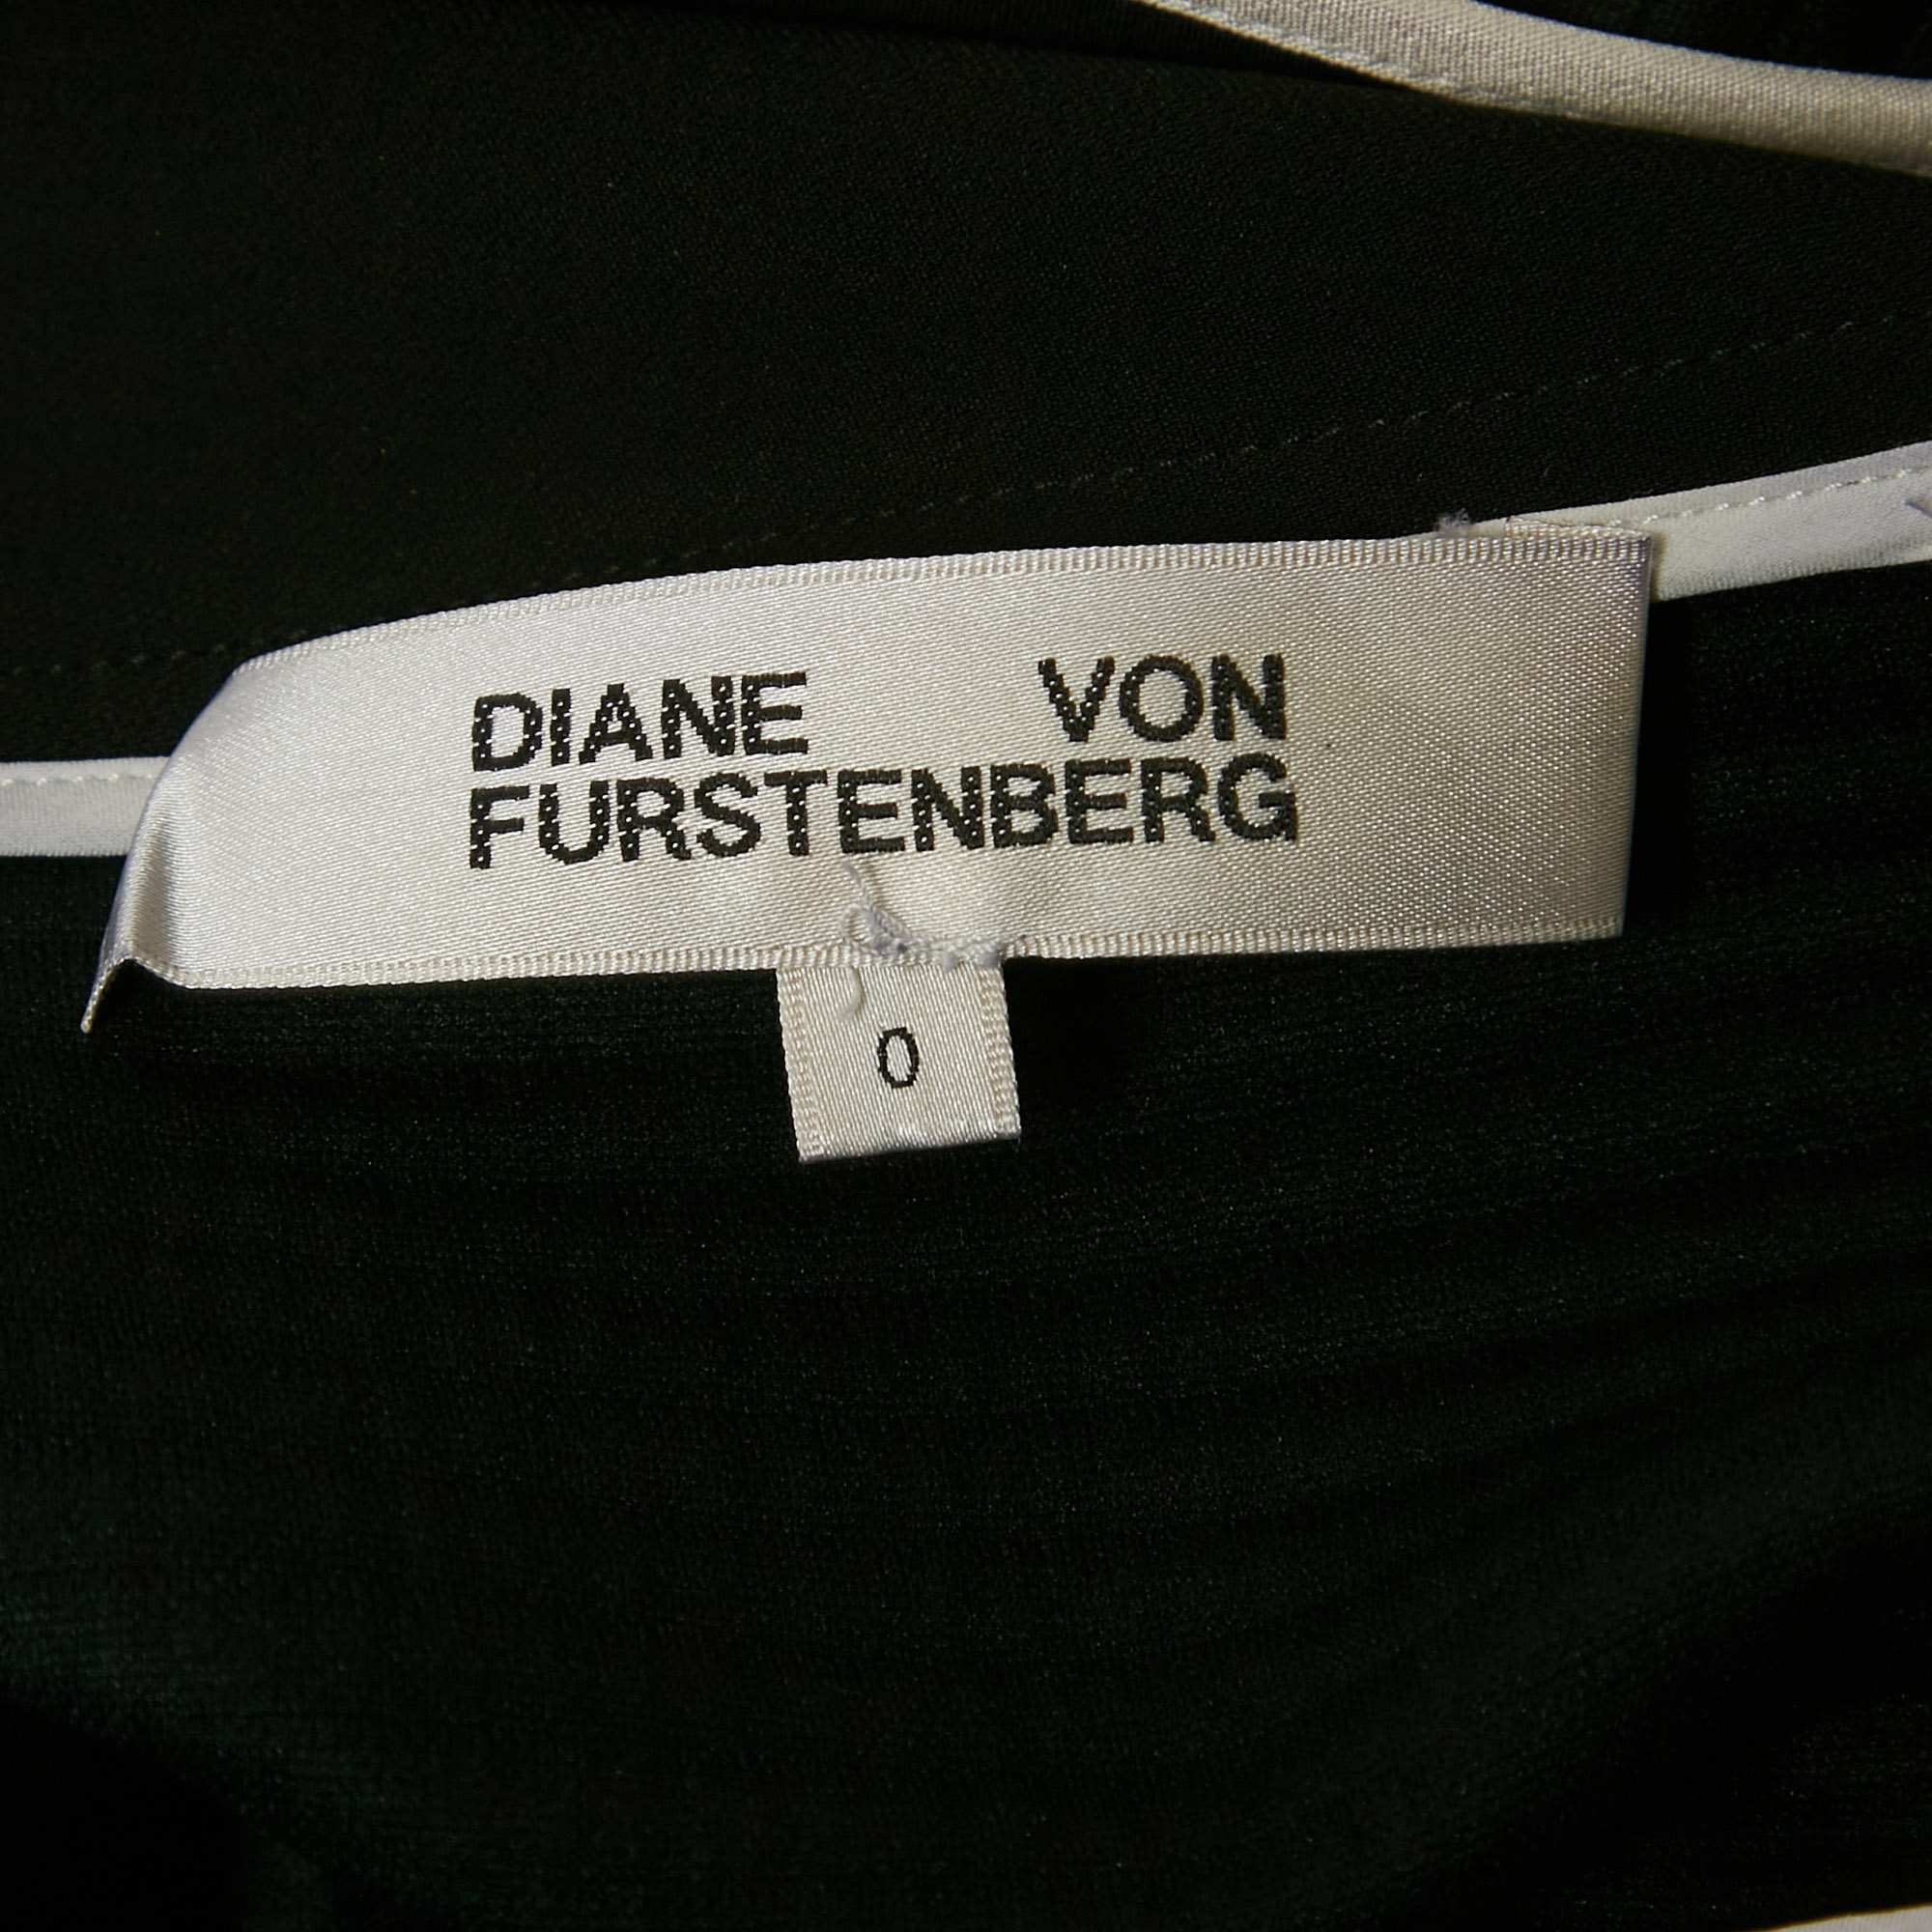 DIANE VON
FURSTENBERG
0